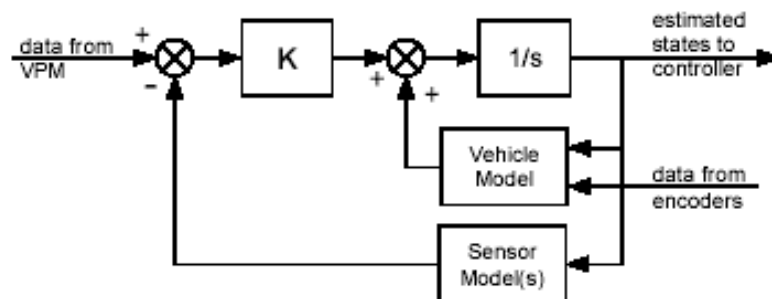 data from
VPM
+
-
K
+
+
1/s
estimated
states to
controller
Vehicle
Model
data from
encoders
Sensor
Model(s)